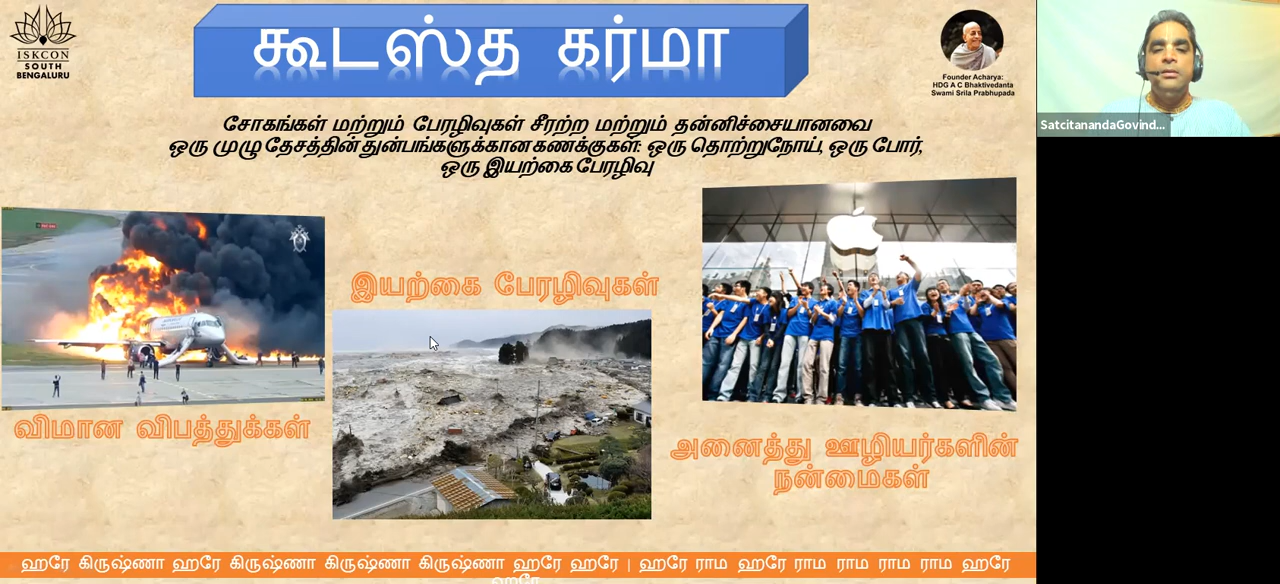 ISKCON
SOUTH
BENGALURU
கூடஸ்த கர்மா
Founder Acharya:
HDG A C Bhaktivedanta
Swami Srila Prabhupada
SatcitanandaGovind...
சோகங்கள் மற்றும் பேரழிவுகள் சீரற்ற மற்றும் தன்னிச்சையானவை
ஒரு முழு தேசத்தின் துன்பங்களுக்கான கணக்குகள்: ஒரு தொற்றுநோய், ஒரு போர்,
ஒரு இயற்கை பேரழிவு
இயற்கை பேரழிவுகள்
விமான விபத்துக்கள்
அனைத்து ஊழியர்களின்
நன்மைகள்
ஹரே கிருஷ்ணா ஹரே கிருஷ்ணா கிருஷ்ணா கிருஷ்ணா ஹரே ஹரே | ஹரே ராம ஹரே ராம ராம ராம ஹரே
ஹரே